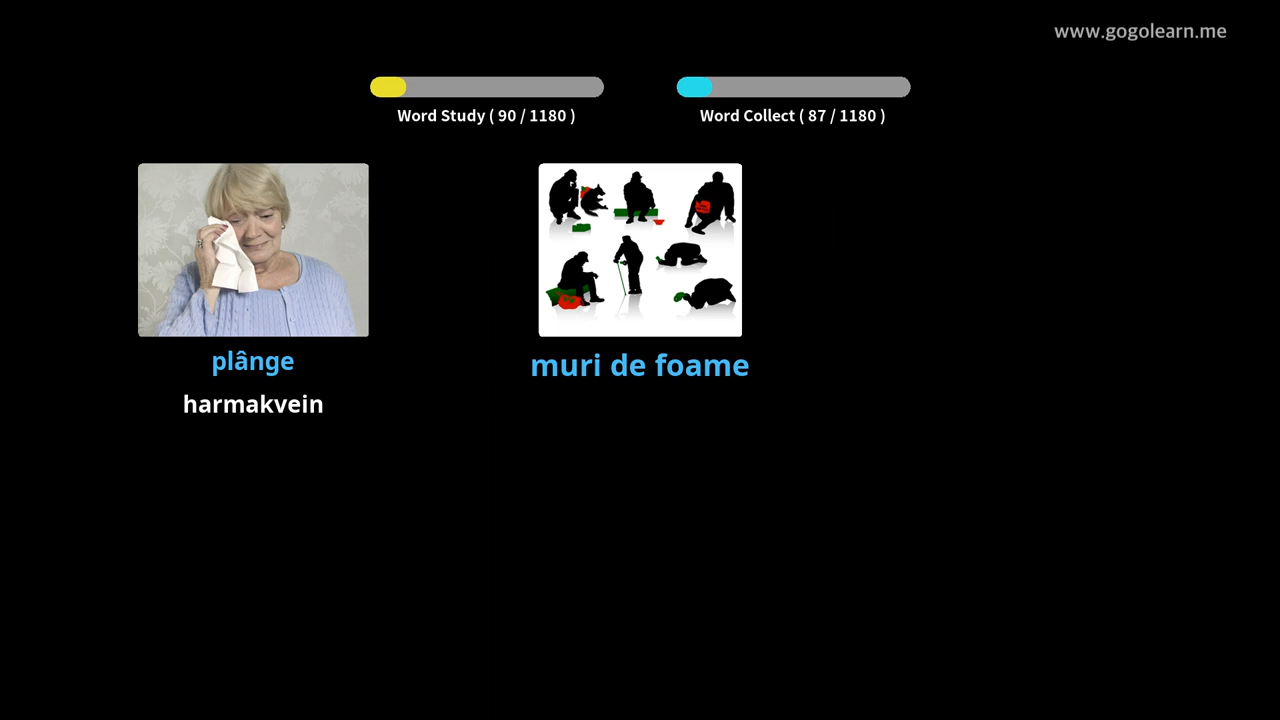 www.gogolearn.me
Word Study ( 90 / 1180 )
Word Collect ( 87 / 1180 )
plânge
harmakvein
muri de foame